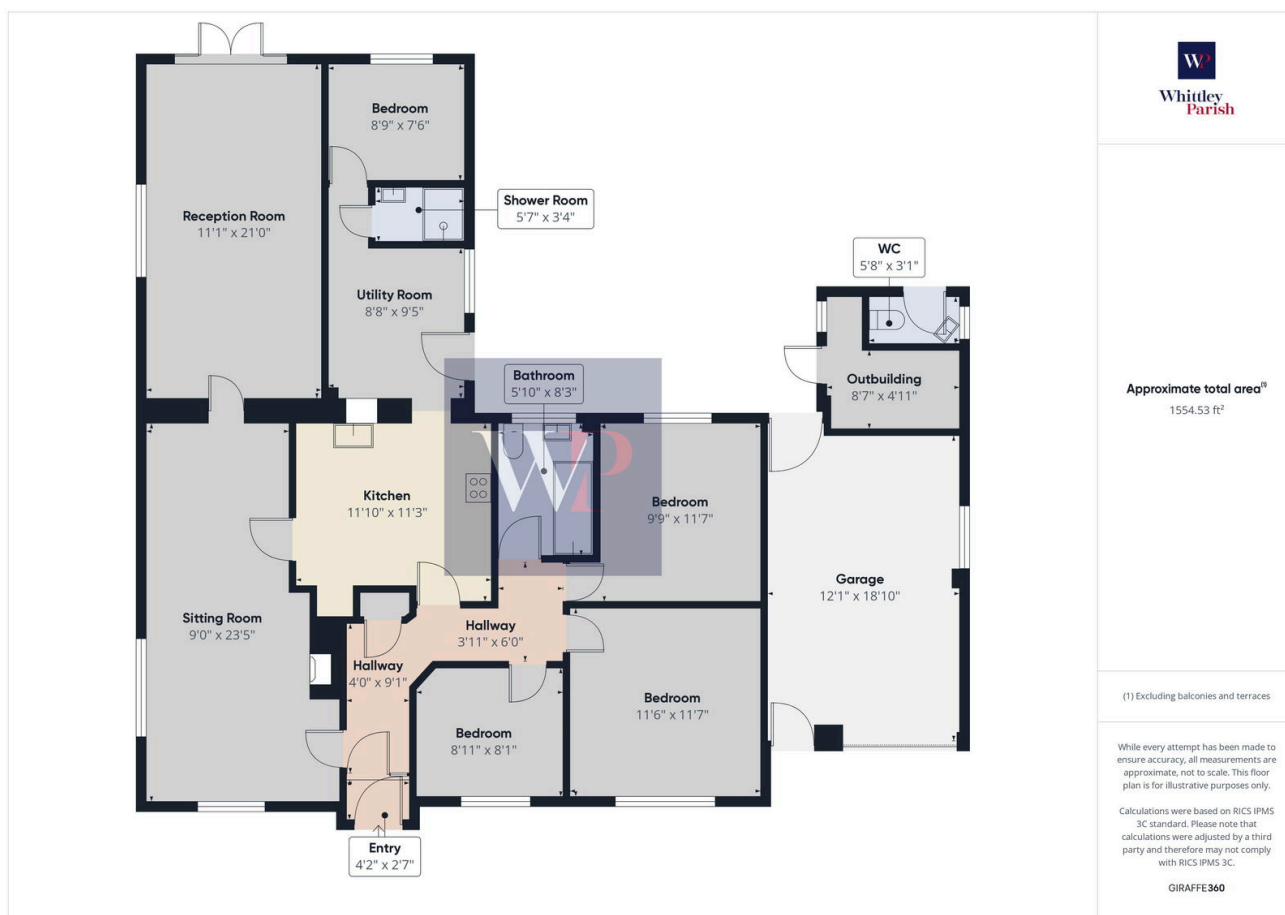 Bedroom
8'9" x 7'6"
Reception Room
11'1" x 21'0"
Shower Room
5'7" x 3'4"
WC
5'8" x 3'1"
Utility Room
8'8" x 9'5"
Outbuilding
8'7" x 4'11"
Bathroom
5'10" x 8'3"
Kitchen
11'10" x 11'3"
Bedroom
9'9" x 11'7"
Garage
12'1" x 18'10"
Sitting Room
9'0" x 23'5"
Hallway
3'11" x 6'0"
Hallway
4'0" x 9'1"
Bedroom
11'6" x 11'7"
Bedroom
8'11" x 8'1"
Entry
4'2" x 2'7"
WP
WP
Whittley
Parish
Approximate total area(1)
1554.53 ft²
(1) Excluding balconies and terraces
While every attempt has been made to
ensure accuracy, all measurements are
approximate, not to scale. This floor
plan is for illustrative purposes only.
Calculations were based on RICS IPMS
3C standard. Please note that
calculations were adjusted by a third
party and therefore may not comply
with RICS IPMS 3C.
GIRAFFE360